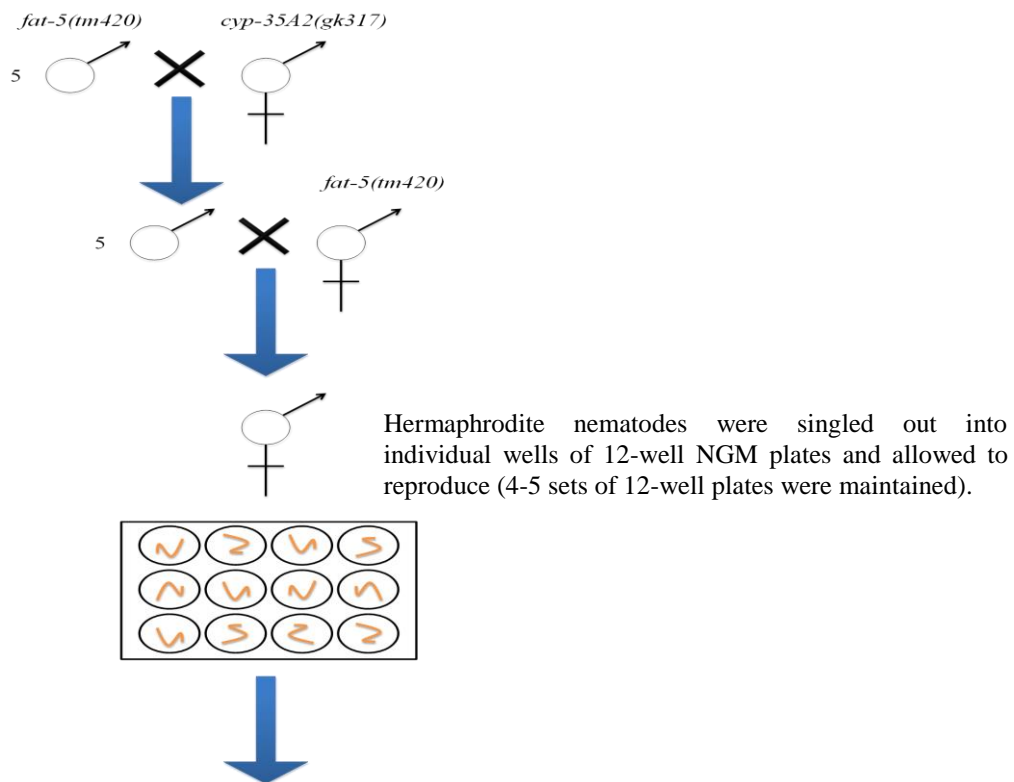 fat-5(tm420) cyp-35A2(gk317)
5
fat-5(tm420)
5
Hermaphrodite nematodes were singled out into
individual wells of 12-well NGM plates and allowed to
reproduce (4-5 sets of 12-well plates were maintained).